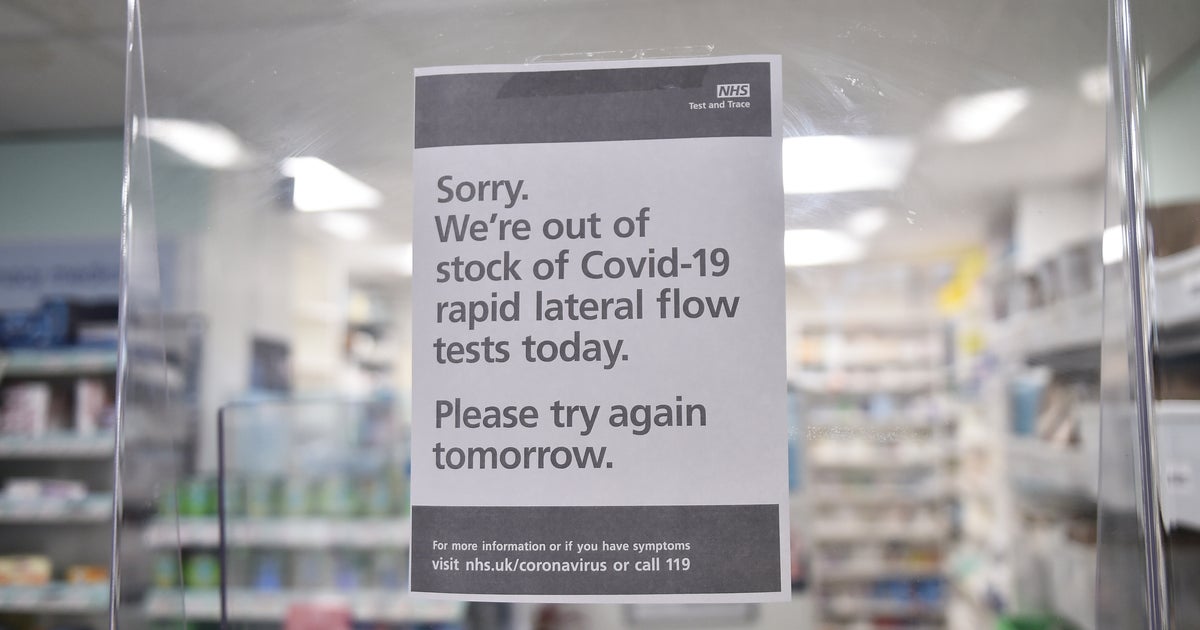 NHS
Test and Trace
Sorry.
We're out of
stock of Covid-19
rapid lateral flow
tests today.
Please try again
tomorrow.
For more information or if you have symptoms
visit nhs.uk/coronavirus or call 119